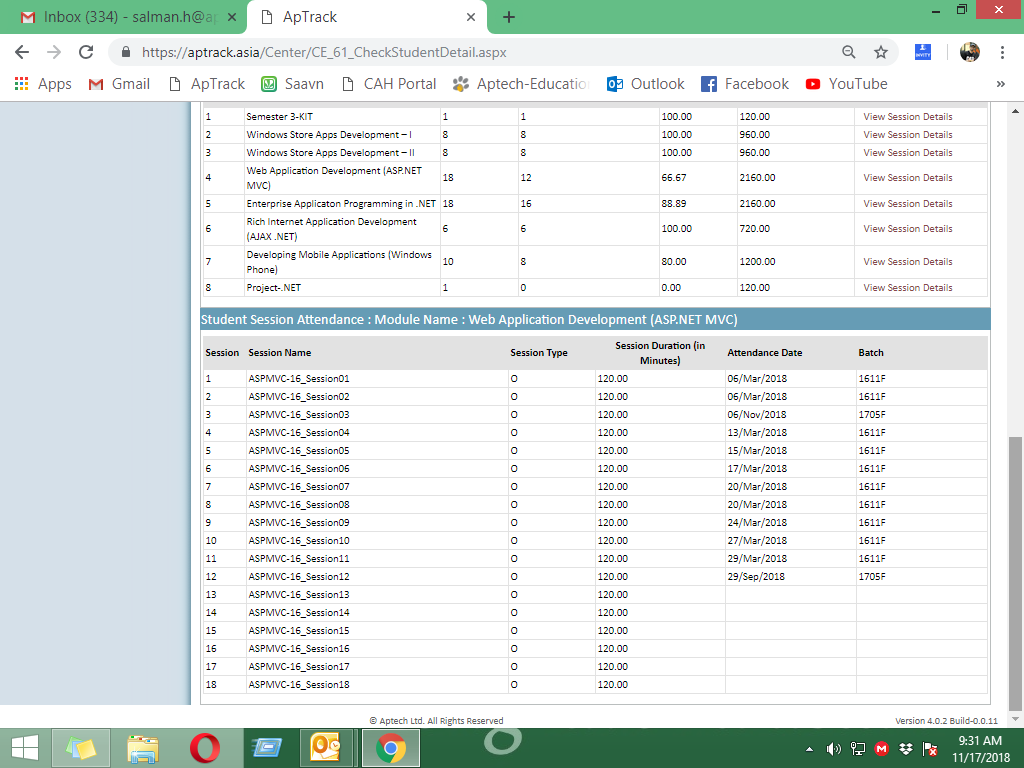 Inbox (334) - salman.h@ap
ApTrack
https://aptrack.asia/Center/CE_61_CheckStudentDetail.aspx
Apps Gmail ApTrack Saavn CAH Portal Aptech-Educatio Outlook Facebook YouTube »
1 Semester 3-KIT 1 1 100.00 120.00 View Session Details
2 Windows Store Apps Development – I 8 8 100.00 960.00 View Session Details
3 Windows Store Apps Development – II 8 8 100.00 960.00 View Session Details
4 Web Application Development (ASP.NET MVC) 18 12 66.67 2160.00 View Session Details
5 Enterprise Applicaton Programming in .NET 18 16 88.89 2160.00 View Session Details
6 Rich Internet Application Development (AJAX .NET) 6 6 100.00 720.00 View Session Details
7 Developing Mobile Applications (Windows Phone) 10 8 80.00 1200.00 View Session Details
8 Project-.NET 1 0 0.00 120.00 View Session Details
Student Session Attendance : Module Name : Web Application Development (ASP.NET MVC)
Session Session Name Session Type Session Duration (in Minutes) Attendance Date Batch
1 ASPMVC-16_Session01 O 120.00 06/Mar/2018 1611F
2 ASPMVC-16_Session02 O 120.00 06/Mar/2018 1611F
3 ASPMVC-16_Session03 O 120.00 06/Nov/2018 1705F
4 ASPMVC-16_Session04 O 120.00 13/Mar/2018 1611F
5 ASPMVC-16_Session05 O 120.00 15/Mar/2018 1611F
6 ASPMVC-16_Session06 O 120.00 17/Mar/2018 1611F
7 ASPMVC-16_Session07 O 120.00 20/Mar/2018 1611F
8 ASPMVC-16_Session08 O 120.00 20/Mar/2018 1611F
9 ASPMVC-16_Session09 O 120.00 24/Mar/2018 1611F
10 ASPMVC-16_Session10 O 120.00 27/Mar/2018 1611F
11 ASPMVC-16_Session11 O 120.00 29/Mar/2018 1611F
12 ASPMVC-16_Session12 O 120.00 29/Sep/2018 1705F
13 ASPMVC-16_Session13 O 120.00
14 ASPMVC-16_Session14 O 120.00
15 ASPMVC-16_Session15 O 120.00
16 ASPMVC-16_Session16 O 120.00
17 ASPMVC-16_Session17 O 120.00
18 ASPMVC-16_Session18 O 120.00
© Aptech Ltd. All Rights Reserved
Version 4.0.2 Build-0.0.11
9:31 AM
11/17/2018